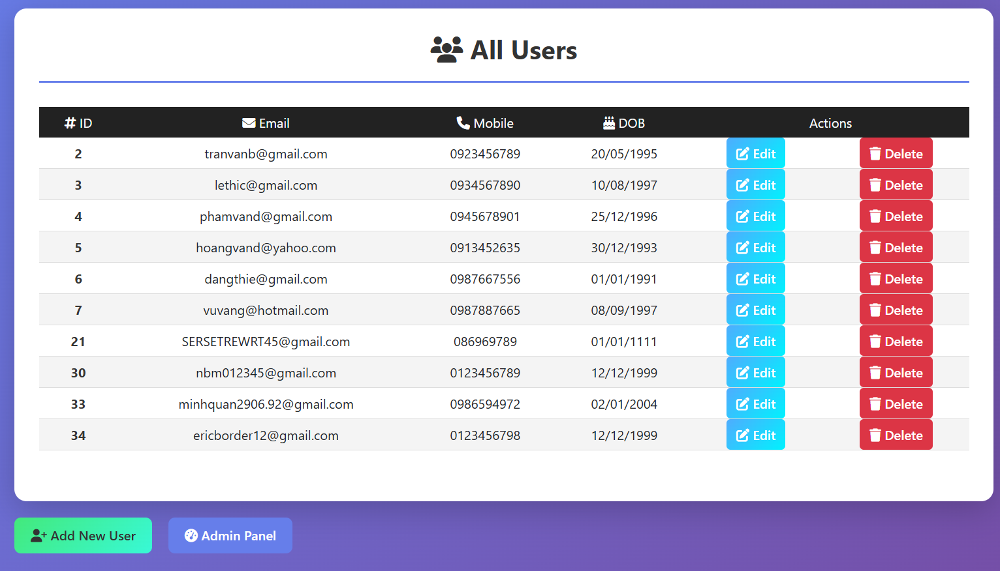 All Users
# ID Email Mobile DOB Actions
2 tranvanb@gmail.com 0923456789 20/05/1995 Edit Delete
3 lethic@gmail.com 0934567890 10/08/1997 Edit Delete
4 phamvand@gmail.com 0945678901 25/12/1996 Edit Delete
5 hoangvand@yahoo.com 0913452635 30/12/1993 Edit Delete
6 dangthie@gmail.com 0987667556 01/01/1991 Edit Delete
7 vuvang@hotmail.com 0987887665 08/09/1997 Edit Delete
21 SERSETREWRT45@gmail.com 086969789 01/01/1111 Edit Delete
30 nbm012345@gmail.com 0123456789 12/12/1999 Edit Delete
33 minhquan2906.92@gmail.com 0986594972 02/01/2004 Edit Delete
34 ericborder12@gmail.com 0123456798 12/12/1999 Edit Delete
Add New User Admin Panel